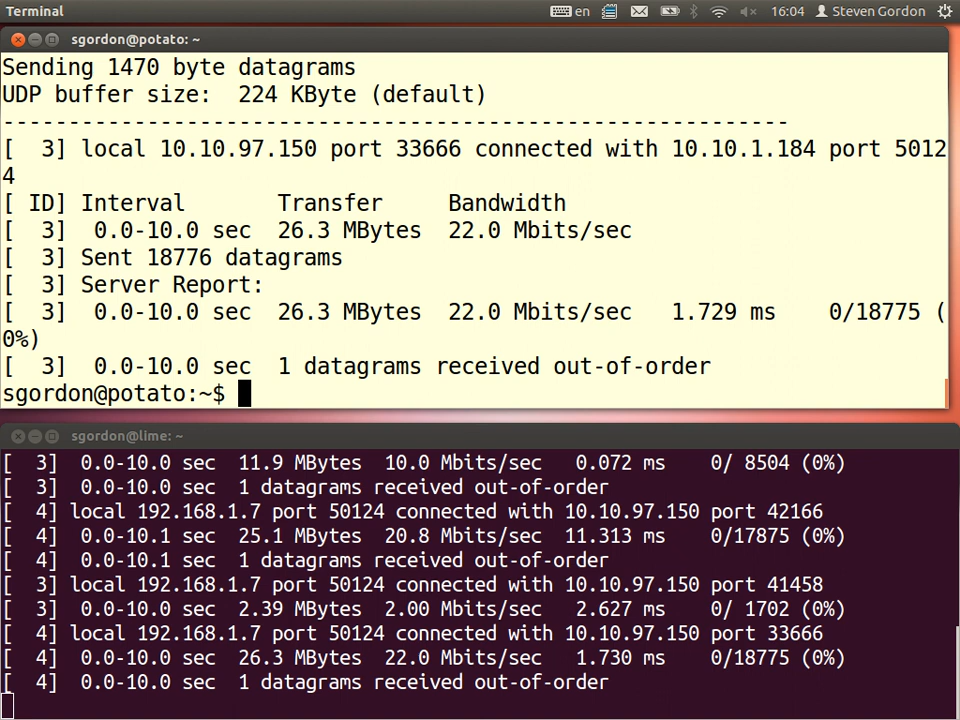 Terminal en 16:04 Steven Gordon
sgordon@potato: ~
Sending 1470 byte datagrams
UDP buffer size:  224 KByte (default)
------------------------------------------------------------
[  3] local 10.10.97.150 port 33666 connected with 10.10.1.184 port 5012
4
[ ID] Interval       Transfer     Bandwidth
[  3]  0.0-10.0 sec  26.3 MBytes  22.0 Mbits/sec
[  3] Sent 18776 datagrams
[  3] Server Report:
[  3]  0.0-10.0 sec  26.3 MBytes  22.0 Mbits/sec   1.729 ms    0/18775 (
0%)
[  3]  0.0-10.0 sec  1 datagrams received out-of-order
sgordon@potato:~$
sgordon@lime: ~
[  3]  0.0-10.0 sec  11.9 MBytes  10.0 Mbits/sec   0.072 ms    0/ 8504 (0%)
[  3]  0.0-10.0 sec  1 datagrams received out-of-order
[  4] local 192.168.1.7 port 50124 connected with 10.10.97.150 port 42166
[  4]  0.0-10.1 sec  25.1 MBytes  20.8 Mbits/sec  11.313 ms    0/17875 (0%)
[  4]  0.0-10.1 sec  1 datagrams received out-of-order
[  3] local 192.168.1.7 port 50124 connected with 10.10.97.150 port 41458
[  3]  0.0-10.0 sec  2.39 MBytes  2.00 Mbits/sec   2.627 ms    0/ 1702 (0%)
[  4] local 192.168.1.7 port 50124 connected with 10.10.97.150 port 33666
[  4]  0.0-10.0 sec  26.3 MBytes  22.0 Mbits/sec   1.730 ms    0/18775 (0%)
[  4]  0.0-10.0 sec  1 datagrams received out-of-order